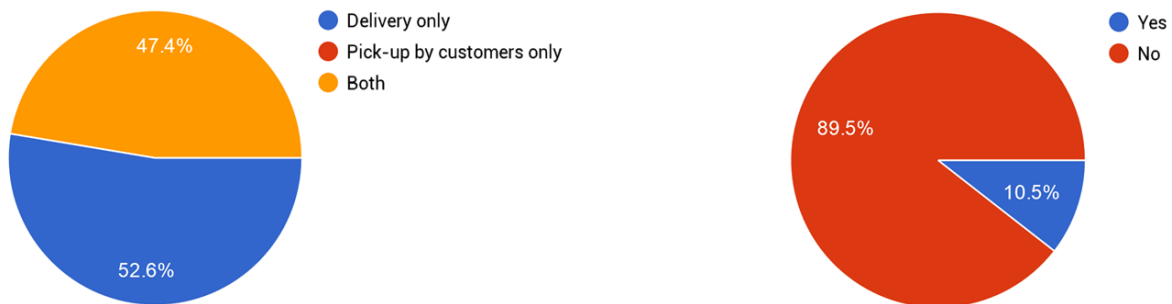 47.4%
52.6%
Delivery only
Pick-up by customers only
Both
89.5%
10.5%
Yes
No